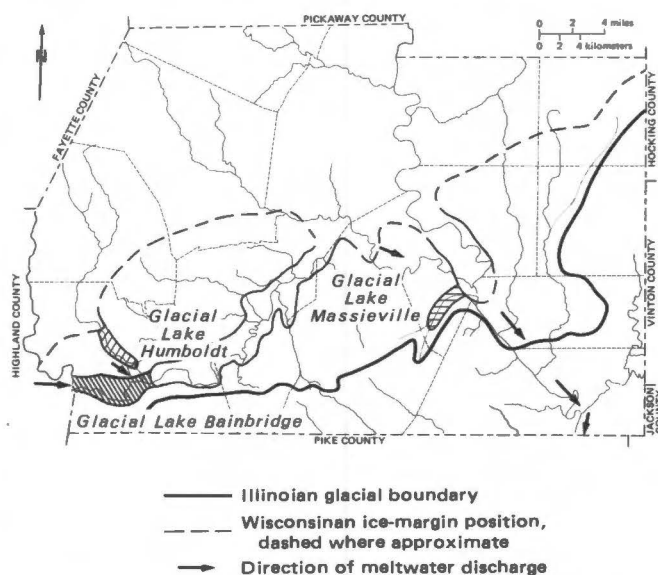 PICKAWAY COUNTY
0 2 4 miles
0 2 4 kilometers
N
FAYETTE COUNTY
HOCKING COUNTY
VINTON COUNTY
HIGHLAND COUNTY
Glacial
Lake
Humboldt
Glacial
Lake
Massieville
Glacial Lake Bainbridge
PIKE COUNTY
JACKSON
Illinoian glacial boundary
Wisconsinan ice-margin position,
dashed where approximate
Direction of meltwater discharge